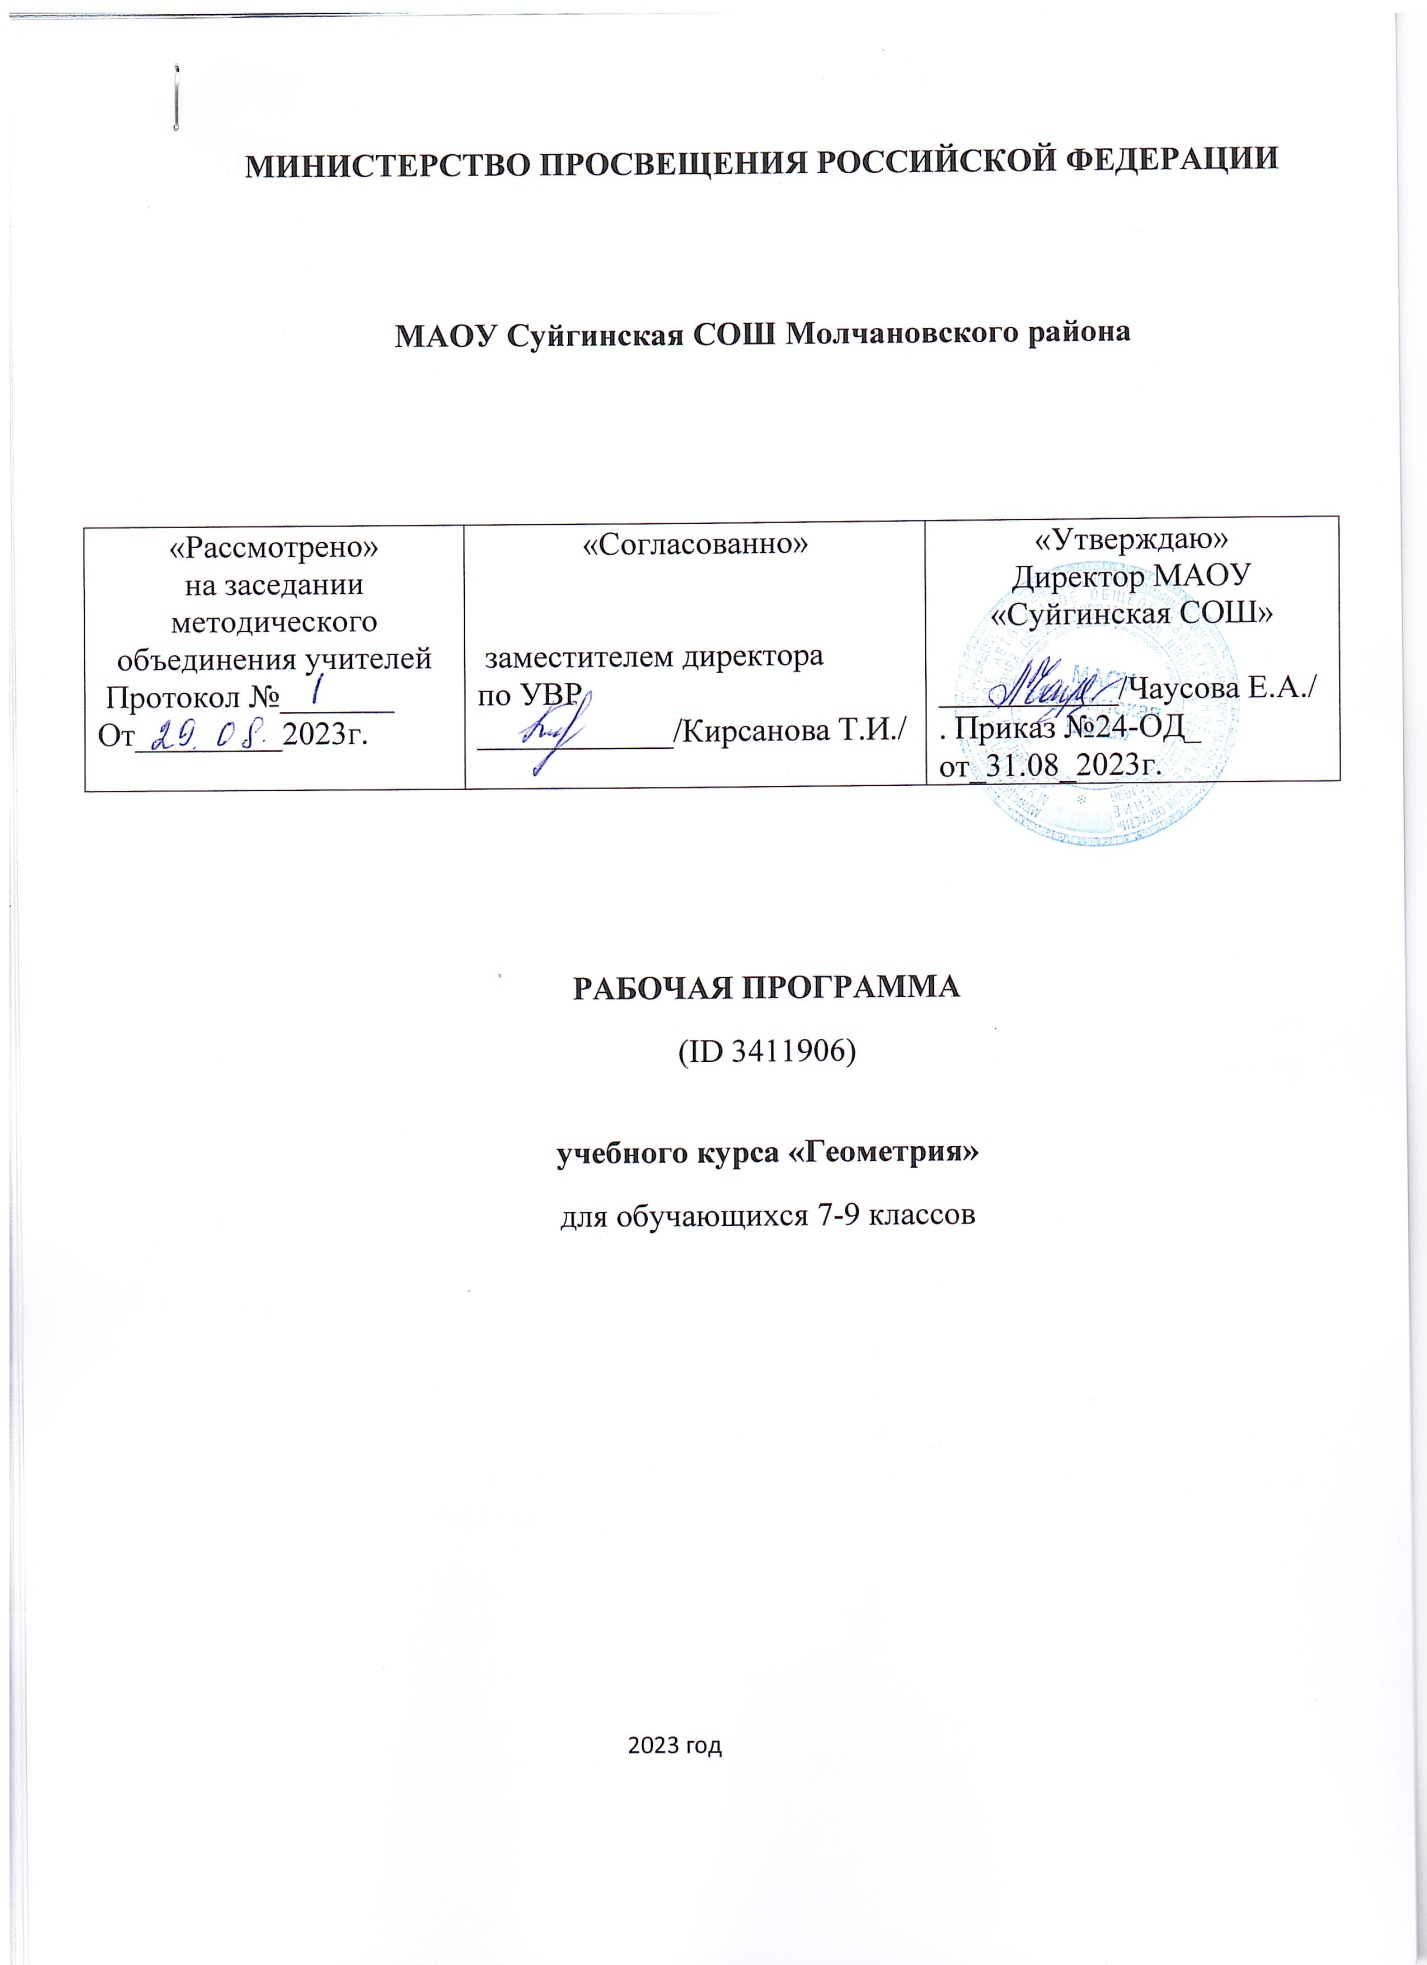 МИНИСТЕРСТВО ПРОСВЕЩЕНИЯ РОССИЙСКОЙ ФЕДЕРАЦИИ
МАОУ Суйгинская СОШ Молчановского района
«Рассмотрено»
на заседании
методического
объединения учителей
Протокол № 1
От 29. 08. 2023г.
«Согласованно»
заместителем директора
по УВР
/Кирсанова Т.И./
«Утверждаю»
Директор МАОУ
«Суйгинская СОШ»
/Чаусова Е.А./
. Приказ №24-ОД_
от_31.08_2023г.
РАБОЧАЯ ПРОГРАММА
(ID 3411906)
учебного курса «Геометрия»
для обучающихся 7-9 классов
2023 год